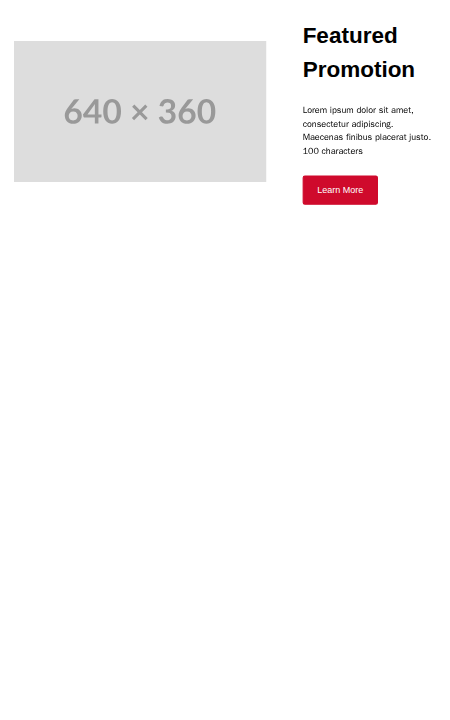 640 × 360
Featured
Promotion
Lorem ipsum dolor sit amet,
consectetur adipiscing.
Maecenas finibus placerat justo.
100 characters
Learn More